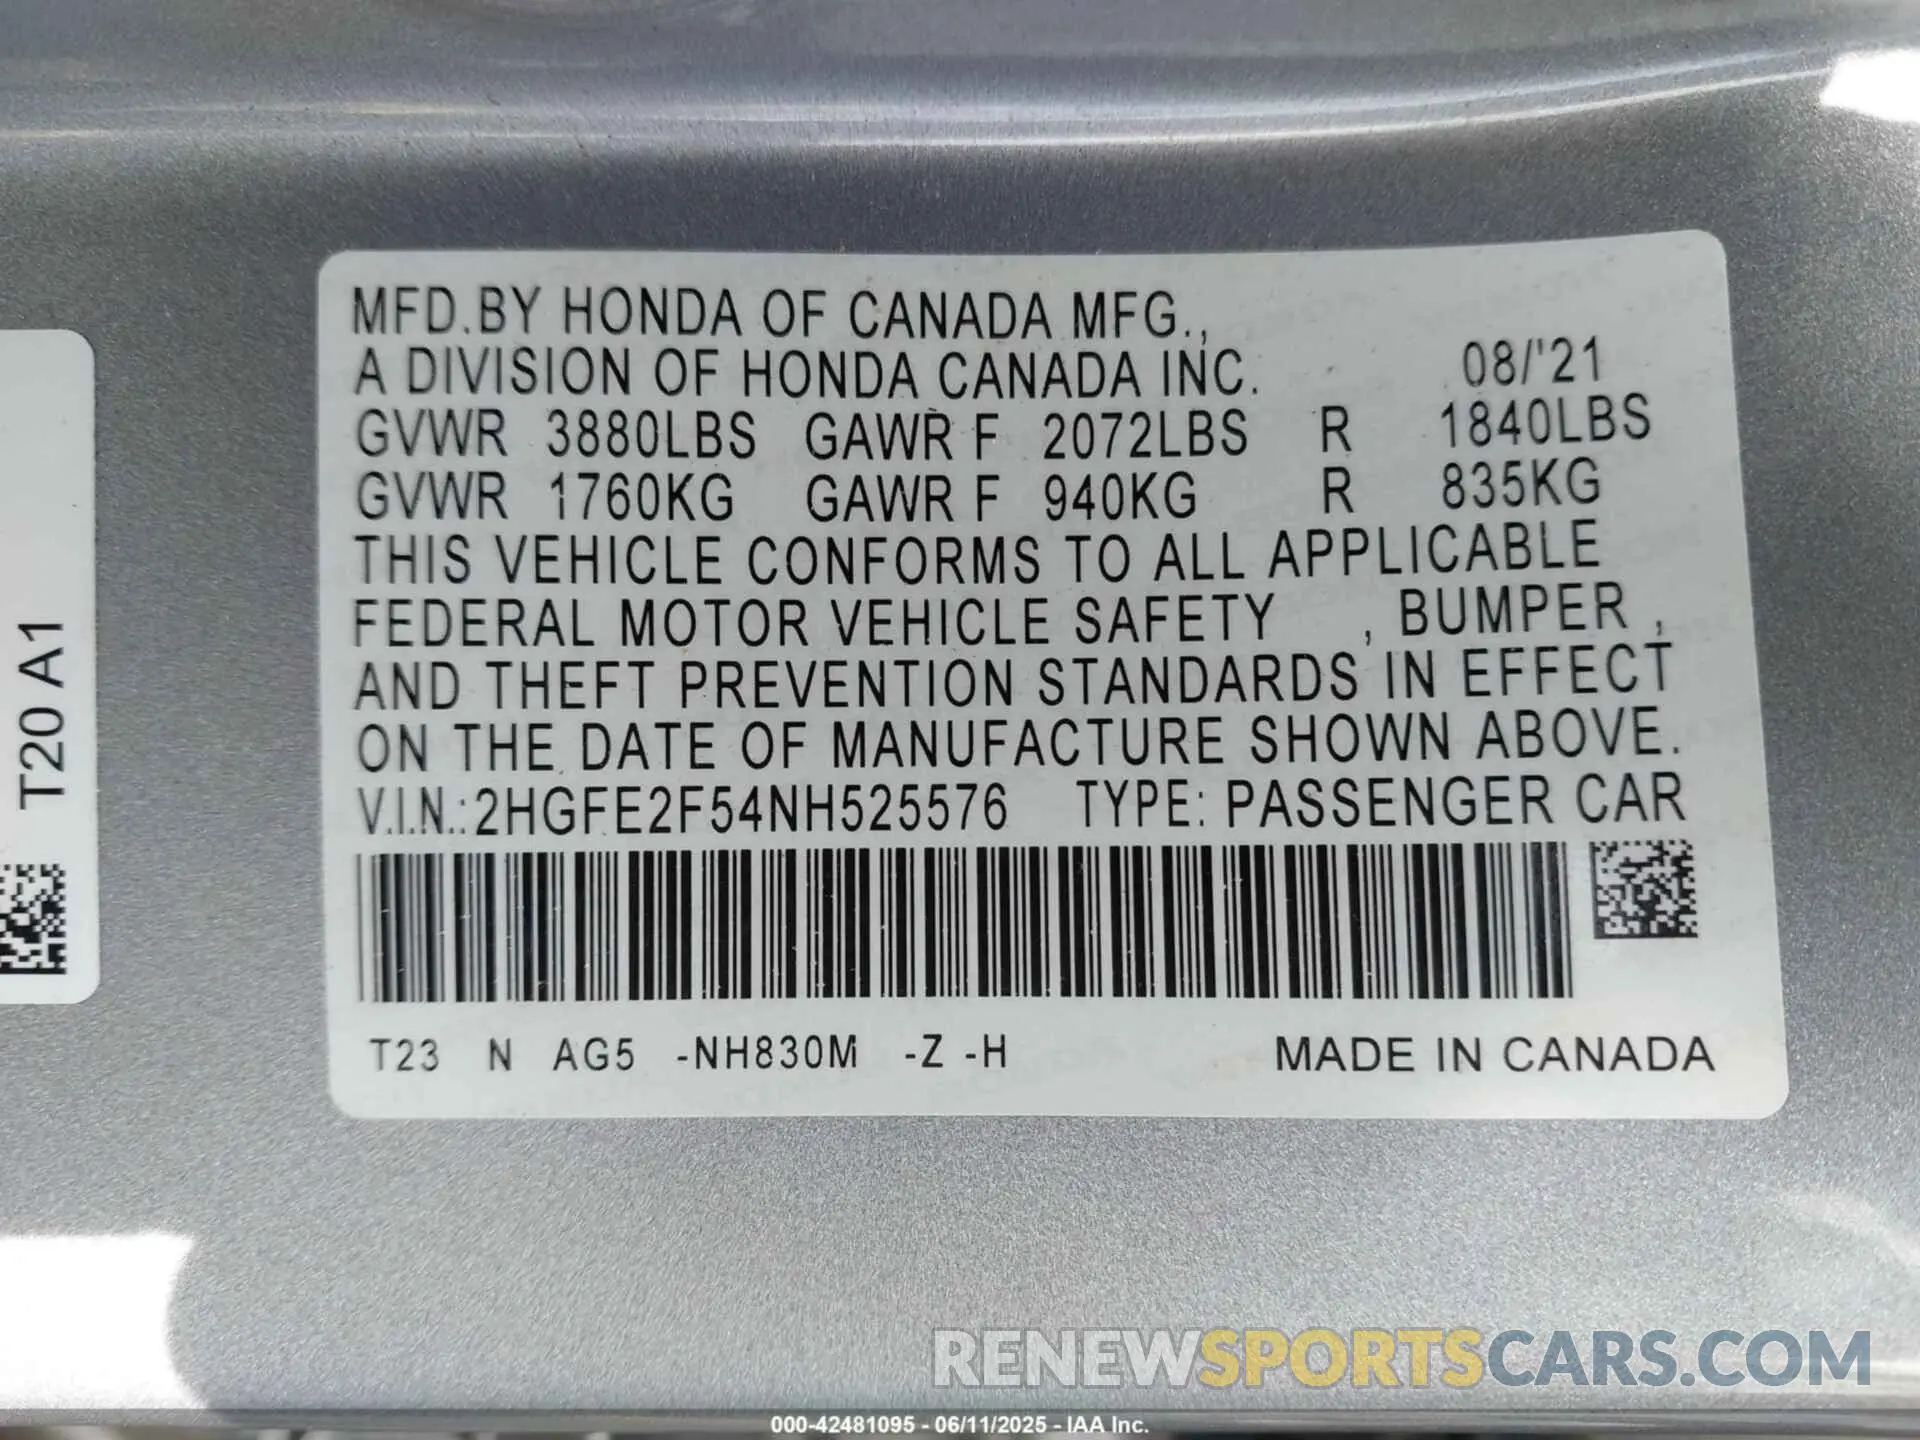 MFD.BY HONDA OF CANADA MFG.,
A DIVISION OF HONDA CANADA INC. 08/'21
GVWR 3880LBS GAWR F 2072LBS R 1840LBS
GVWR 1760KG GAWR F 940KG R 835KG
THIS VEHICLE CONFORMS TO ALL APPLICABLE
FEDERAL MOTOR VEHICLE SAFETY , BUMPER ,
AND THEFT PREVENTION STANDARDS IN EFFECT
ON THE DATE OF MANUFACTURE SHOWN ABOVE.
V.I.N.:2HGFE2F54NH525576 TYPE: PASSENGER CAR
T23 N AG5 -NH830M -Z -H MADE IN CANADA
T20 A1
RENEWSPORTSCARS.COM
000-42481095 - 06/11/2025 - IAA Inc.